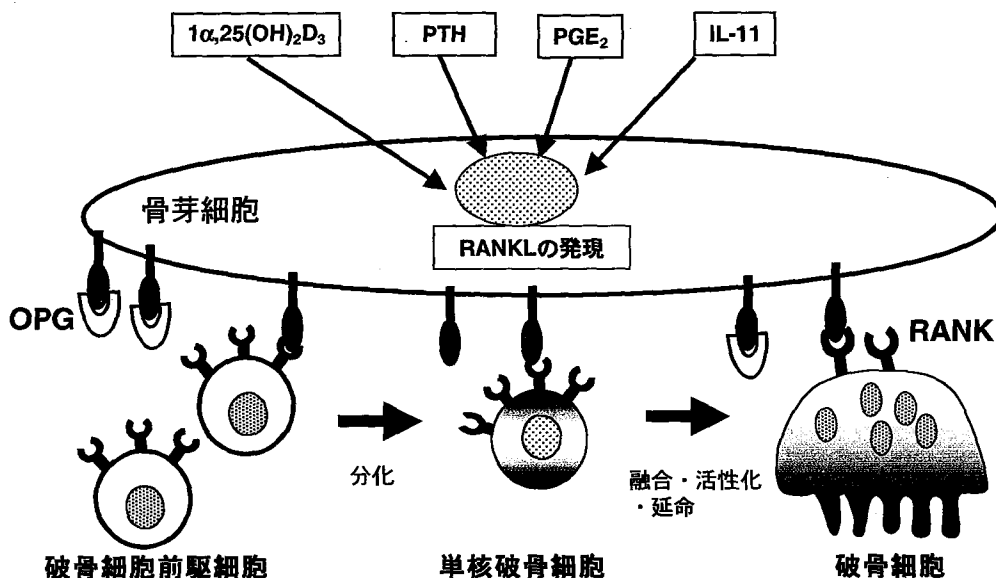 1α,25(OH)₂D₃
PTH
PGE₂
IL-11
骨芽細胞
RANKLの発現
OPG
RANK
分化
融合・活性化
・延命
破骨細胞前駆細胞
単核破骨細胞
破骨細胞